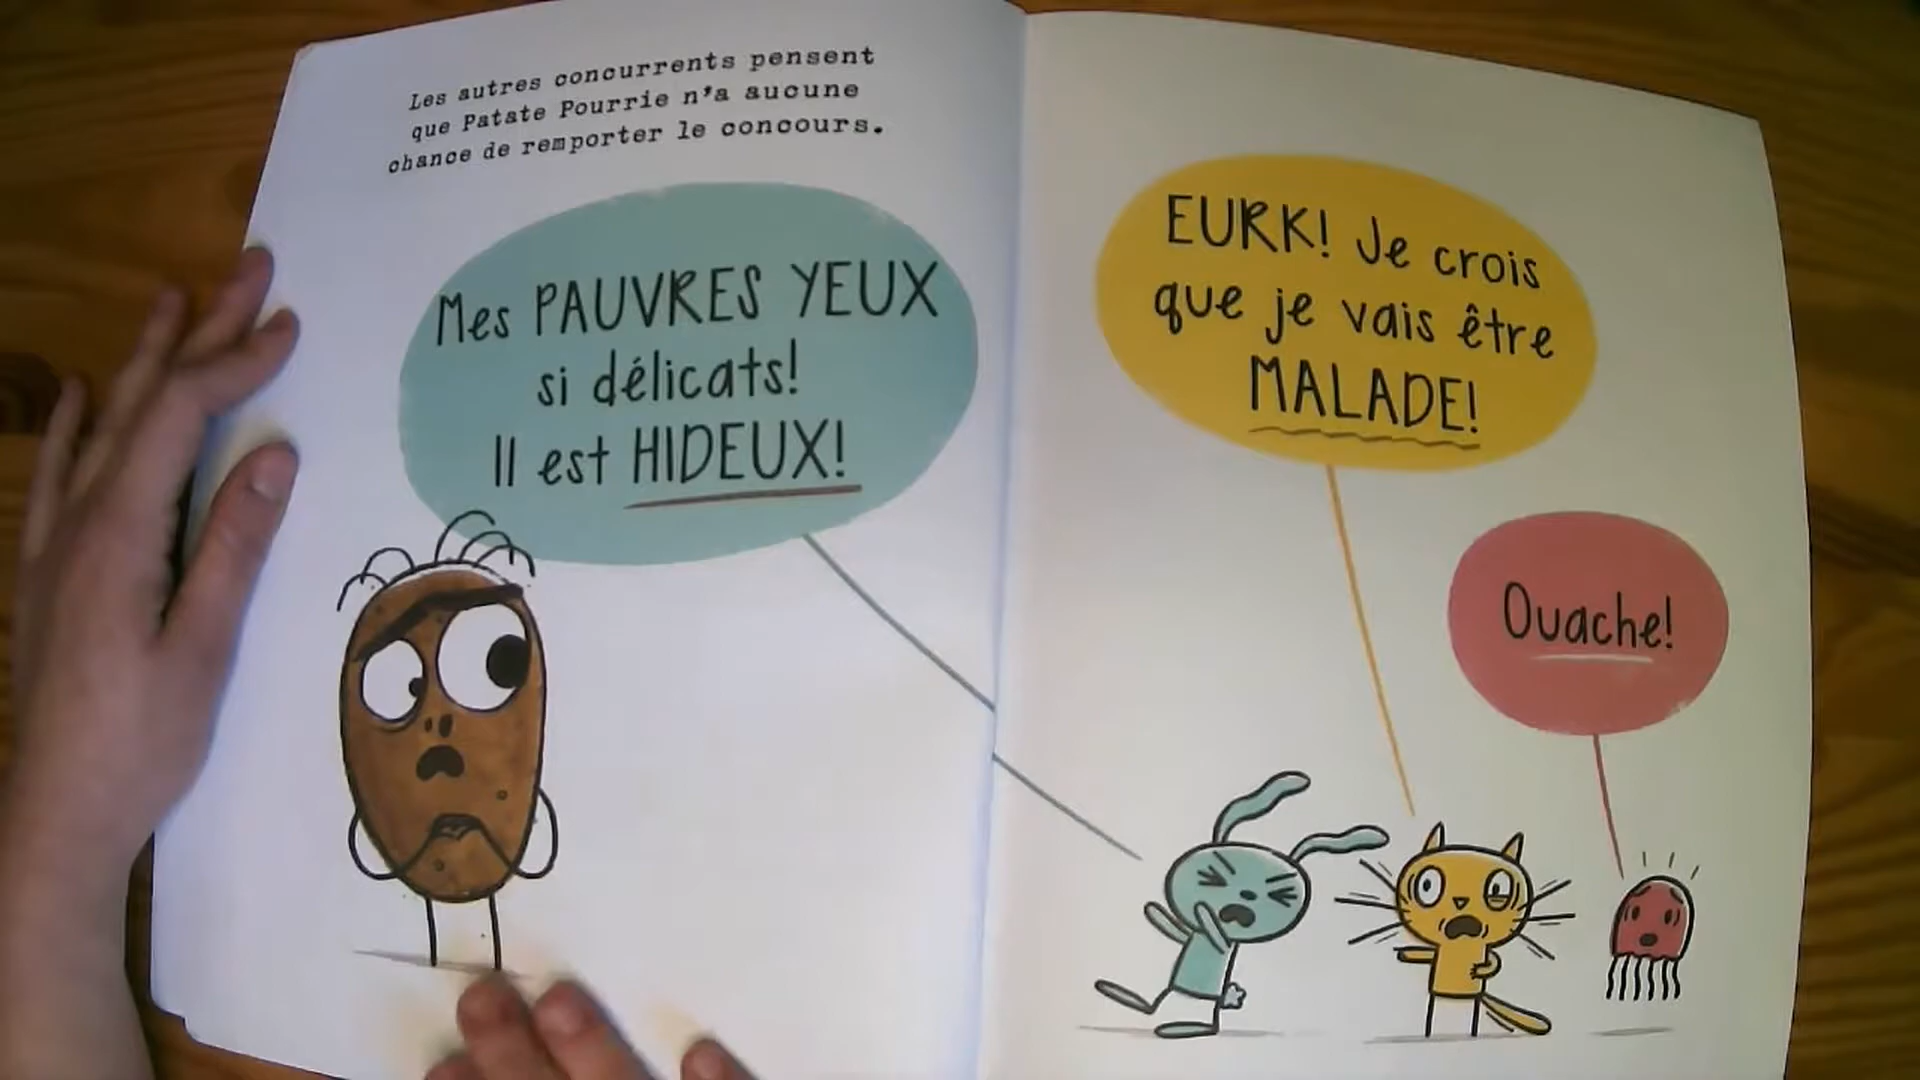 Les autres concurrents pensent
que Patate Pourrie n'a aucune
chance de remporter le concours.
Mes PAUVRES YEUX
si délicats!
Il est HIDEUX!
EURK! Je crois
que je vais être
MALADE!
Ouache!